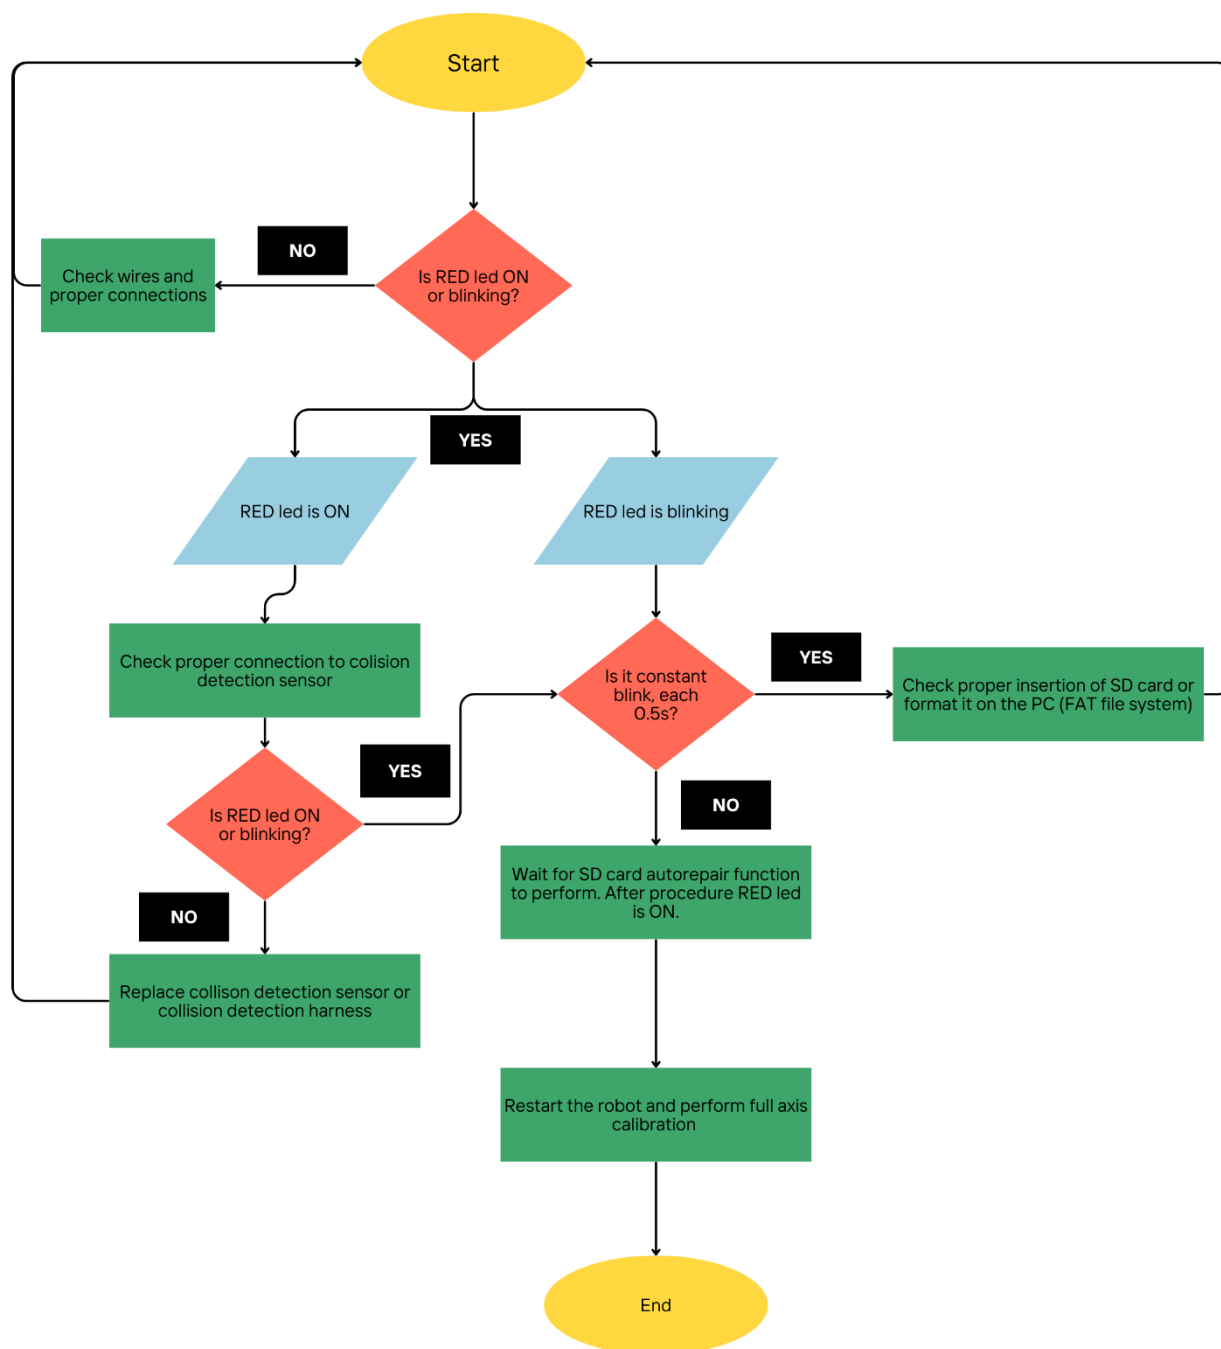 Start
NO
Check wires and
proper connections
Is RED led ON
or blinking?
YES
RED led is ON
RED led is blinking
Check proper connection to colision
detection sensor
Is it constant
blink, each
0.5s?
YES
Check proper insertion of SD card or
format it on the PC (FAT file system)
YES
Is RED led ON
or blinking?
NO
Wait for SD card autorepair function
to perform. After procedure RED led
is ON.
NO
Replace collison detection sensor or
collision detection harness
Restart the robot and perform full axis
calibration
End